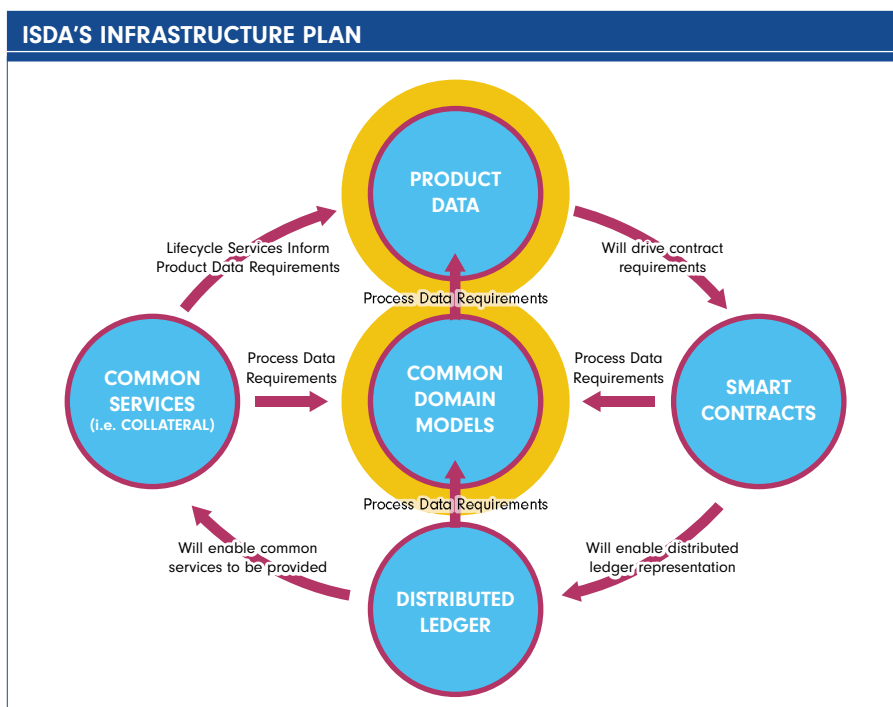 ISDA'S INFRASTRUCTURE PLAN
PRODUCT
DATA
Lifecycle Services Inform
Product Data Requirements
Will drive contract
requirements
Process Data Requirements
COMMON
SERVICES
(i.e. COLLATERAL)
Process Data
Requirements
COMMON
DOMAIN
MODELS
Process Data
Requirements
SMART
CONTRACTS
Process Data Requirements
Will enable common
services to be provided
Will enable distributed
ledger representation
DISTRIBUTED
LEDGER